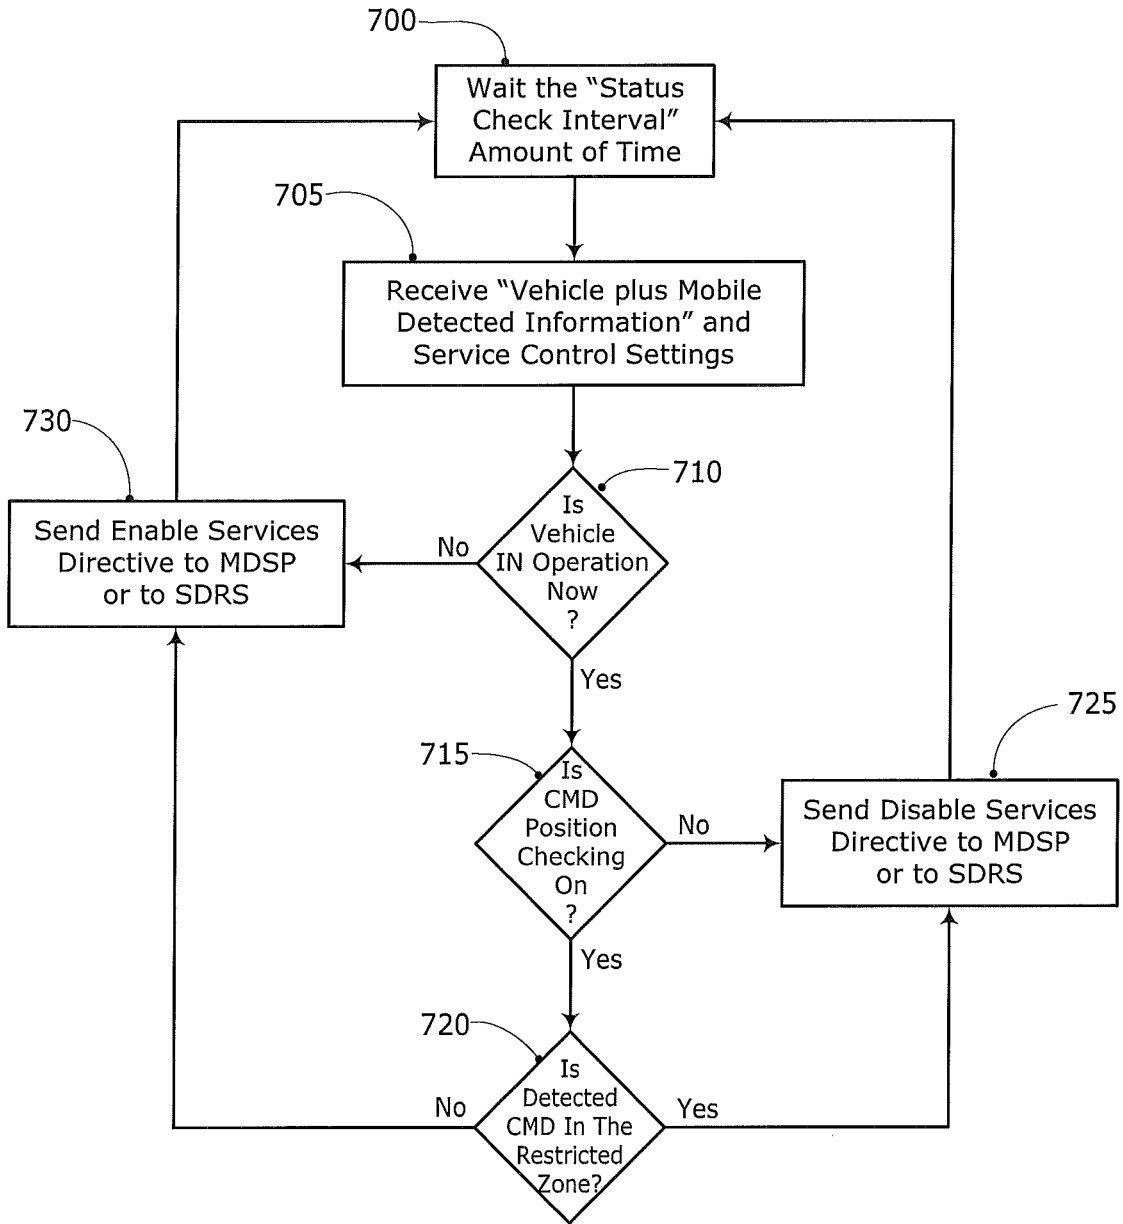 700
Wait the “Status
Check Interval”
Amount of Time
705
Receive “Vehicle plus Mobile
Detected Information” and
Service Control Settings
730
Send Enable Services
Directive to MDSP
or to SDRS
No
710
Is
Vehicle
IN Operation
Now
?
Yes
715
Is
CMD
Position
Checking
On
?
No
725
Send Disable Services
Directive to MDSP
or to SDRS
Yes
720
Is
Detected
CMD In The
Restricted
Zone?
No
Yes